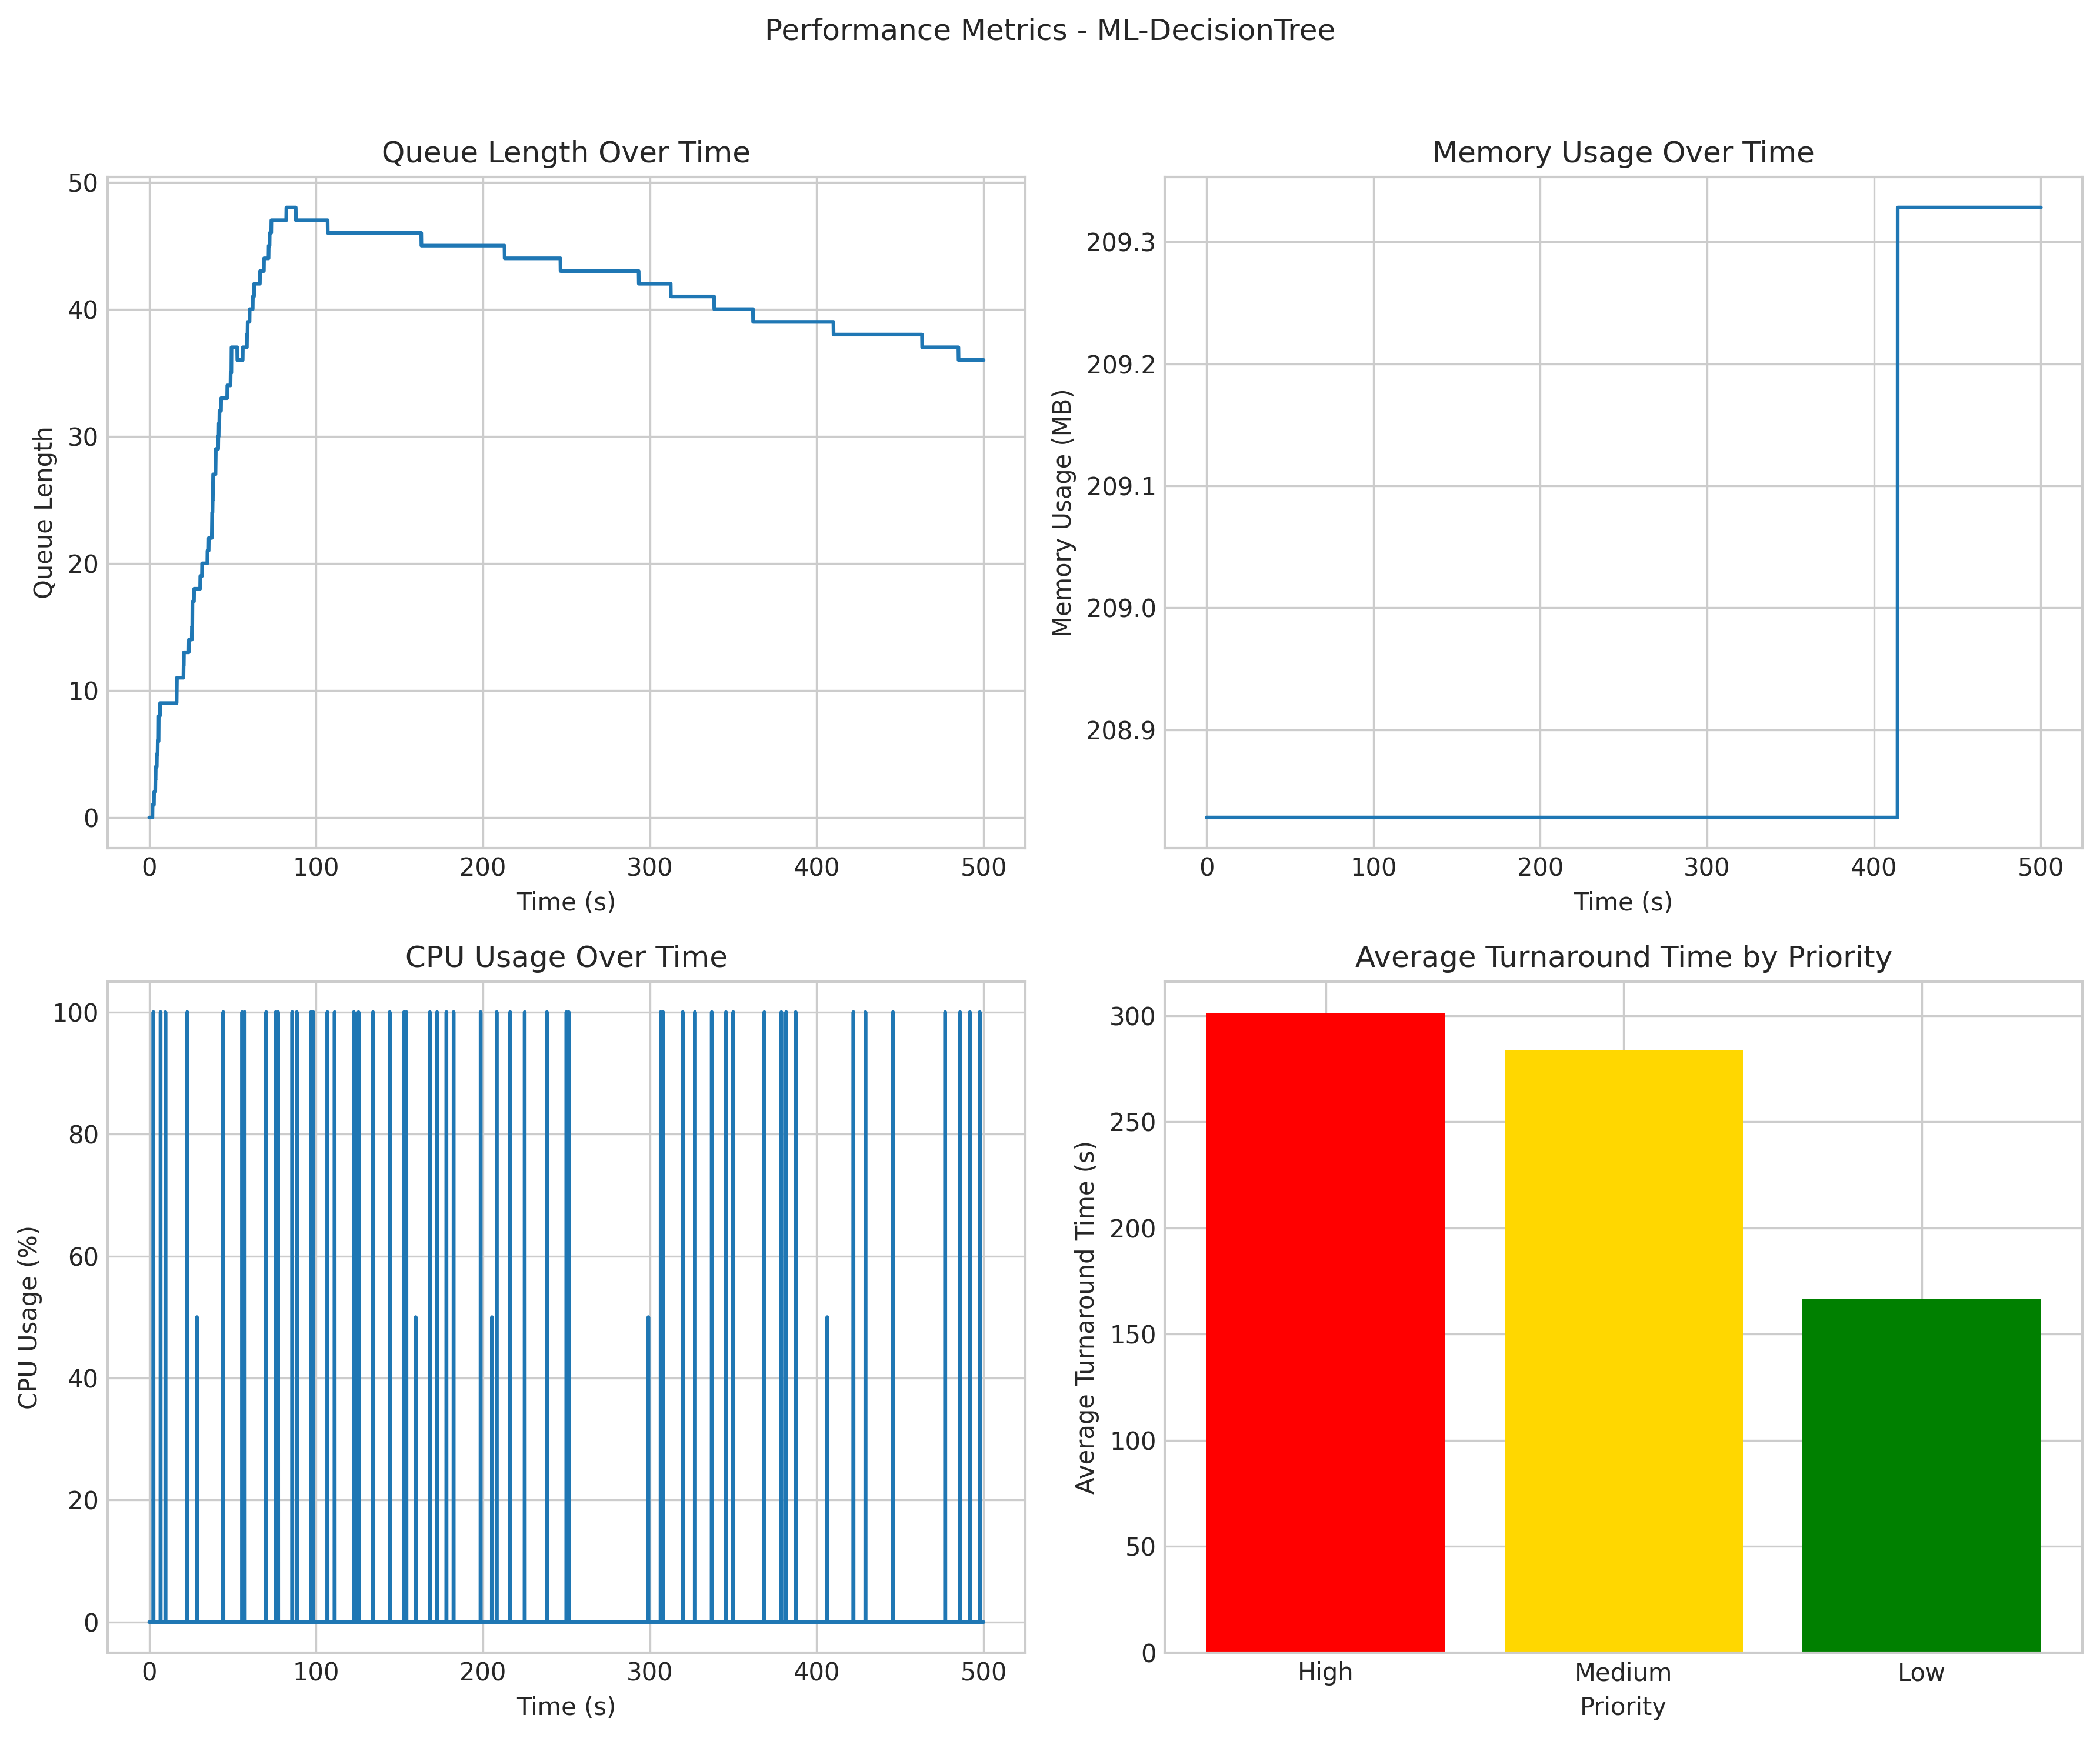 Performance Metrics - ML-DecisionTree
Queue Length Over Time
50
40
30
20
10
0
Queue Length
0 100 200 300 400 500
Time (s)
Memory Usage Over Time
209.3
209.2
209.1
209.0
208.9
Memory Usage (MB)
0 100 200 300 400 500
Time (s)
CPU Usage Over Time
100
80
60
40
20
0
CPU Usage (%)
0 100 200 300 400 500
Time (s)
Average Turnaround Time by Priority
300
250
200
150
100
50
0
Average Turnaround Time (s)
High Medium Low
Priority